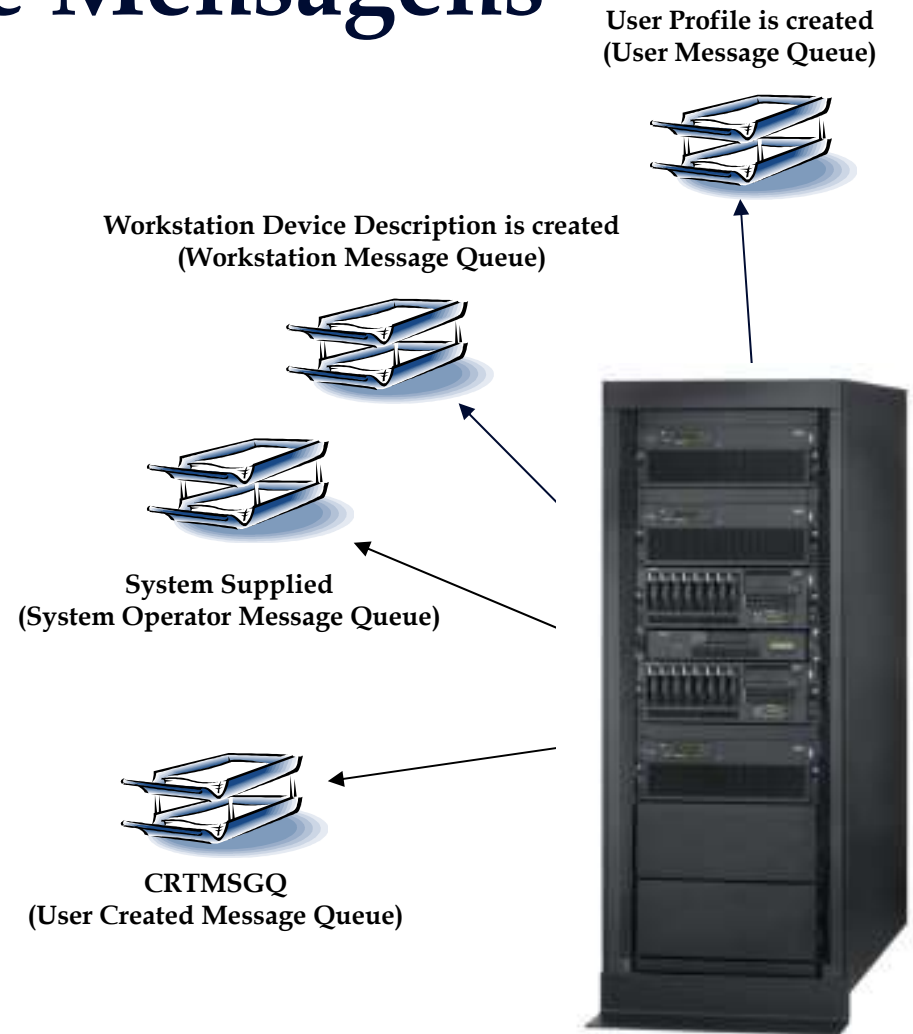 e Mensagens
User Profile is created
(User Message Queue)
Workstation Device Description is created
(Workstation Message Queue)
System Supplied
(System Operator Message Queue)
CRTMSGQ
(User Created Message Queue)